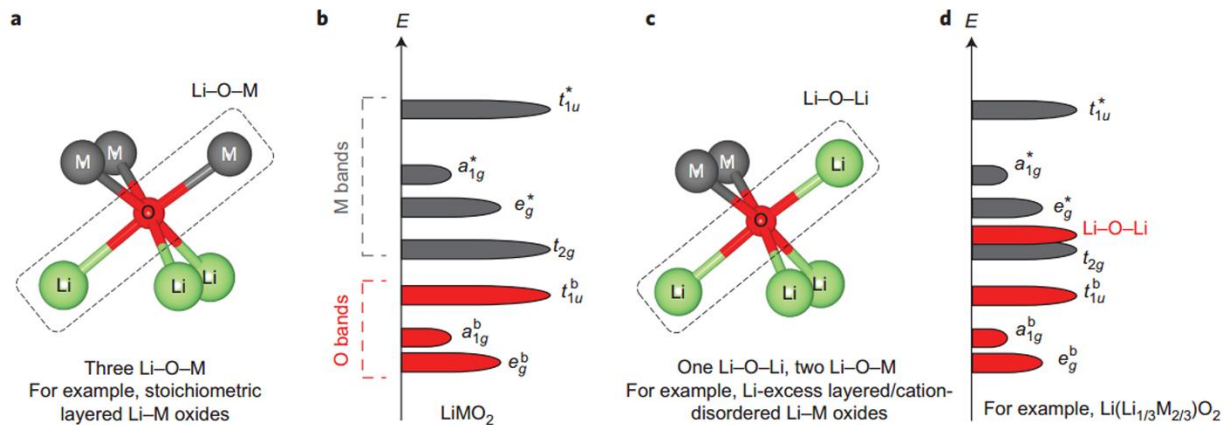 a
Li–O–M
M
M
M
O
Li
Li
Li
Three Li–O–M
For example, stoichiometric
layered Li–M oxides
b
E
M bands
O bands
t*1u
a*1g
e*g
t2g
tb1u
ab1g
ebg
LiMO2
c
Li–O–Li
M
M
Li
O
Li
Li
Li
One Li–O–Li, two Li–O–M
For example, Li-excess layered/cation-
disordered Li–M oxides
d
E
t*1u
a*1g
e*g
Li–O–Li
t2g
tb1u
ab1g
ebg
For example, Li(Li1/3M2/3)O2